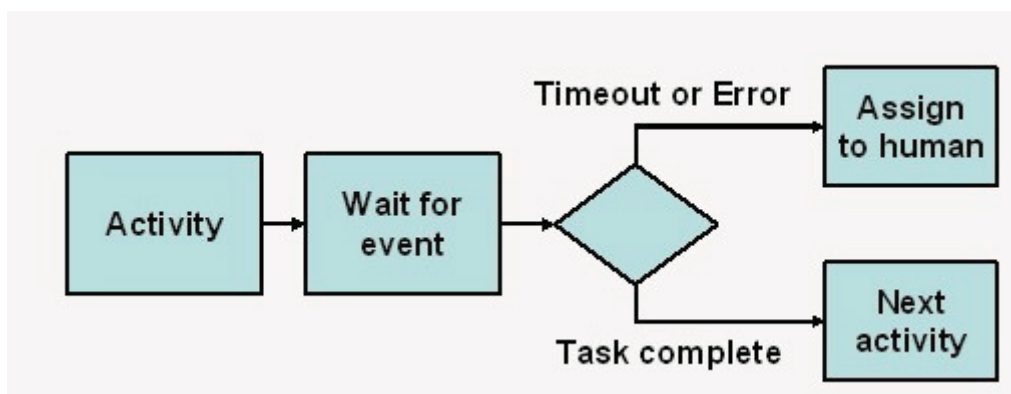 Activity
Wait for
event
Timeout or Error
Assign
to human
Task complete
Next
activity